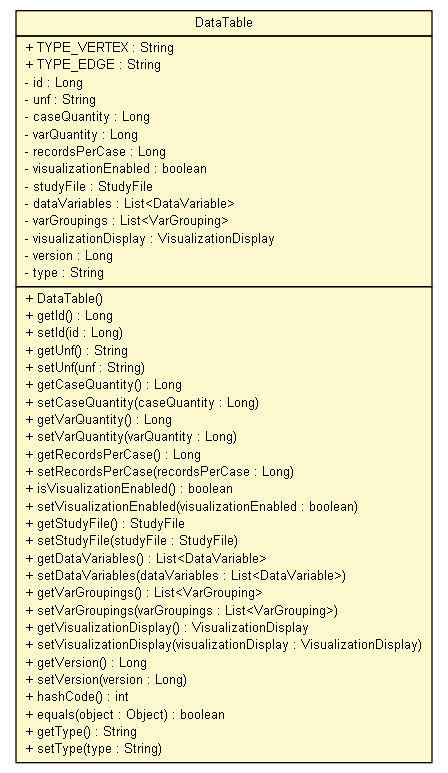 DataTable
+ TYPE_VERTEX : String
+ TYPE_EDGE : String
- id : Long
- unf : String
- caseQuantity : Long
- varQuantity : Long
- recordsPerCase : Long
- visualizationEnabled : boolean
- studyFile : StudyFile
- dataVariables : List<DataVariable>
- varGroupings : List<VarGrouping>
- visualizationDisplay : VisualizationDisplay
- version : Long
- type : String
+ DataTable()
+ getId() : Long
+ setId(id : Long)
+ getUnf() : String
+ setUnf(unf : String)
+ getCaseQuantity() : Long
+ setCaseQuantity(caseQuantity : Long)
+ getVarQuantity() : Long
+ setVarQuantity(varQuantity : Long)
+ getRecordsPerCase() : Long
+ setRecordsPerCase(recordsPerCase : Long)
+ isVisualizationEnabled() : boolean
+ setVisualizationEnabled(visualizationEnabled : boolean)
+ getStudyFile() : StudyFile
+ setStudyFile(studyFile : StudyFile)
+ getDataVariables() : List<DataVariable>
+ setDataVariables(dataVariables : List<DataVariable>)
+ getVarGroupings() : List<VarGrouping>
+ setVarGroupings(varGroupings : List<VarGrouping>)
+ getVisualizationDisplay() : VisualizationDisplay
+ setVisualizationDisplay(visualizationDisplay : VisualizationDisplay)
+ getVersion() : Long
+ setVersion(version : Long)
+ hashCode() : int
+ equals(object : Object) : boolean
+ getType() : String
+ setType(type : String)